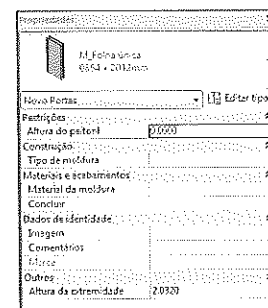 Propriedades
M_Folha única
0864 x 2032mm
Novo Portas
Editar tipo
Restrições
Altura do peitoril 0.0000
Construção
Tipo de moldura
Materiais e acabamentos
Material da moldura
Concluir
Dados de identidade
Imagem
Comentários
Marca
Outros
Altura da extremidade 2.0320